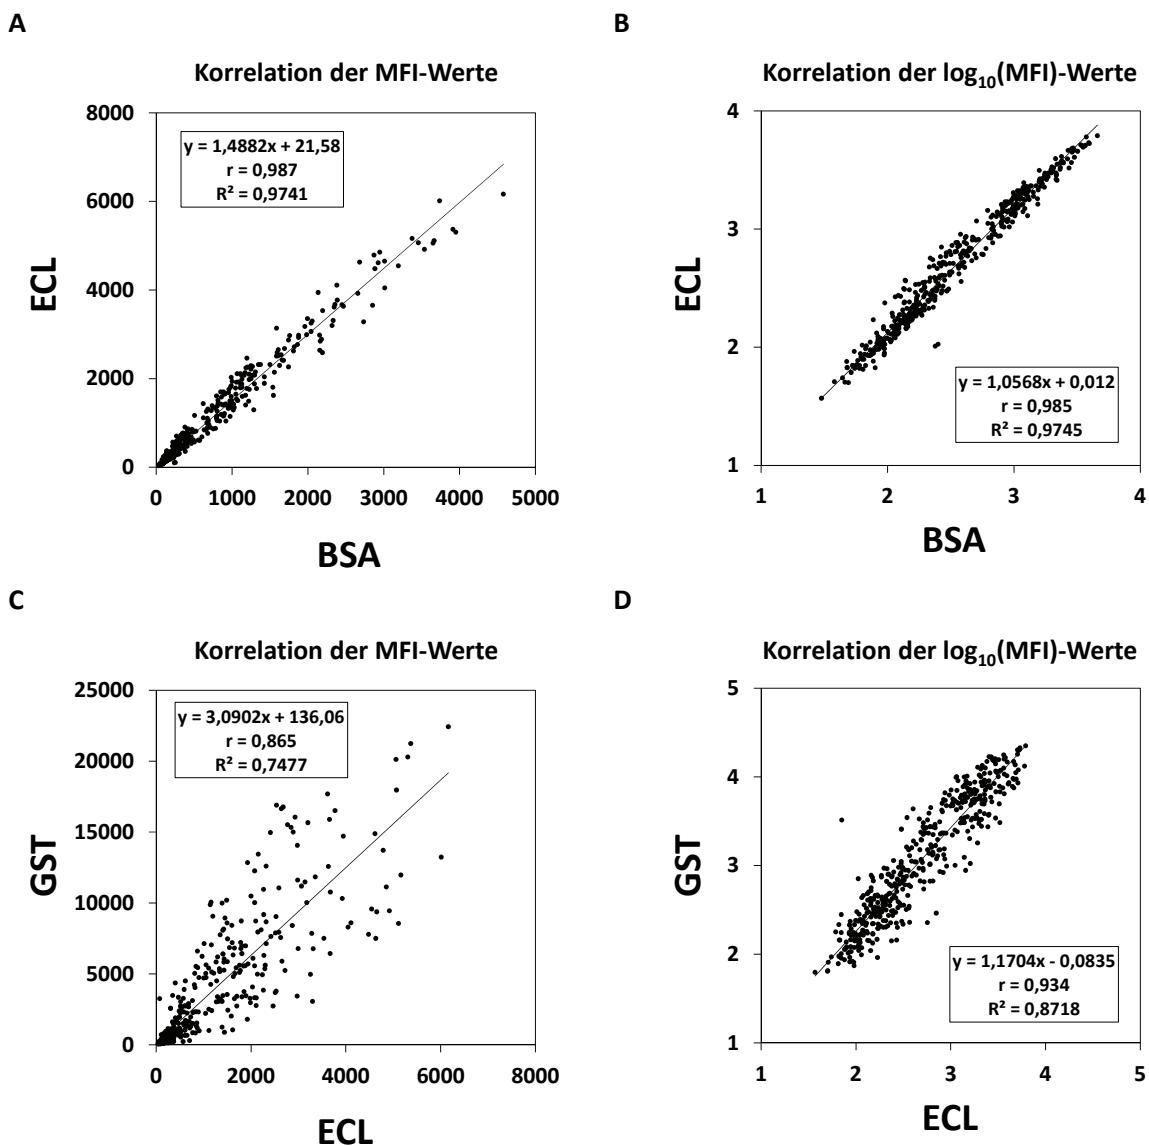 A
Korrelation der MFI-Werte
8000
6000
4000
2000
0
ECL
y = 1,4882x + 21,58
r = 0,987
R² = 0,9741
0 1000 2000 3000 4000 5000
BSA
B
Korrelation der log₁₀(MFI)-Werte
4
3
2
1
ECL
y = 1,0568x + 0,012
r = 0,985
R² = 0,9745
1 2 3 4
BSA
C
Korrelation der MFI-Werte
25000
20000
15000
10000
5000
0
GST
y = 3,0902x + 136,06
r = 0,865
R² = 0,7477
0 2000 4000 6000 8000
ECL
D
Korrelation der log₁₀(MFI)-Werte
5
4
3
2
1
GST
y = 1,1704x - 0,0835
r = 0,934
R² = 0,8718
1 2 3 4 5
ECL